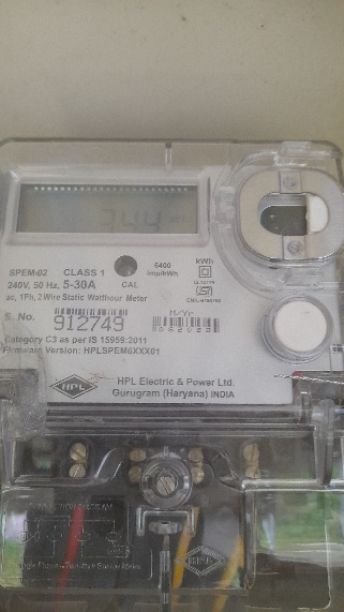 344
SPEM-02 CLASS 1
240V, 50 Hz, 5-30A CAL
6400
imp/kWh
kWh
ac, 1Ph, 2 Wire Static Watthour Meter
S. No. 912749
M/Yr-
Category C3 as per IS 15959:2011
Firmware Version: HPLSPEM6XXX01
HPL
HPL Electric & Power Ltd.
Gurugram (Haryana) INDIA
HPL